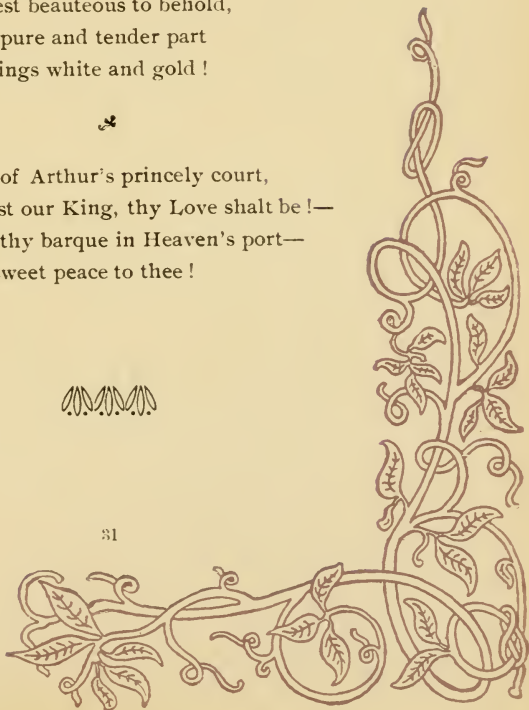 est beauteous to behold,
pure and tender part
ings white and gold !
of Arthur's princely court,
st our King, thy Love shalt be !—
thy barque in Heaven's port—
sweet peace to thee !
31